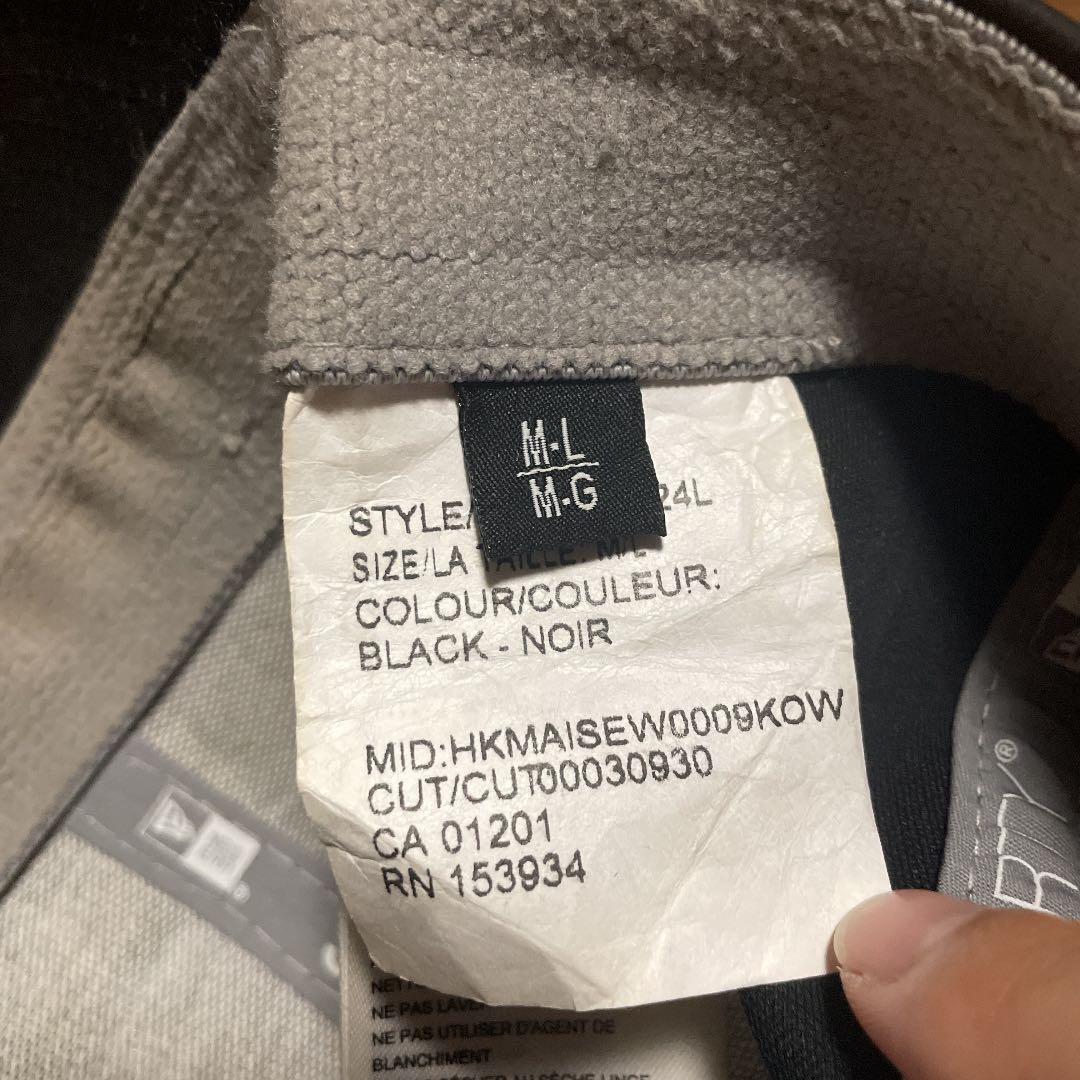 M-L
M-G
STYLE/ 24L
SIZE/LA TAILLE: M/L
COLOUR/COULEUR:
BLACK - NOIR
MID:HKMAISEW0009KOW
CUT/CUT00030930
CA 01201
RN 153934
NE PAS LAVER
NE PAS UTILISER D'AGENT DE
BLANCHIMENT
RTY®